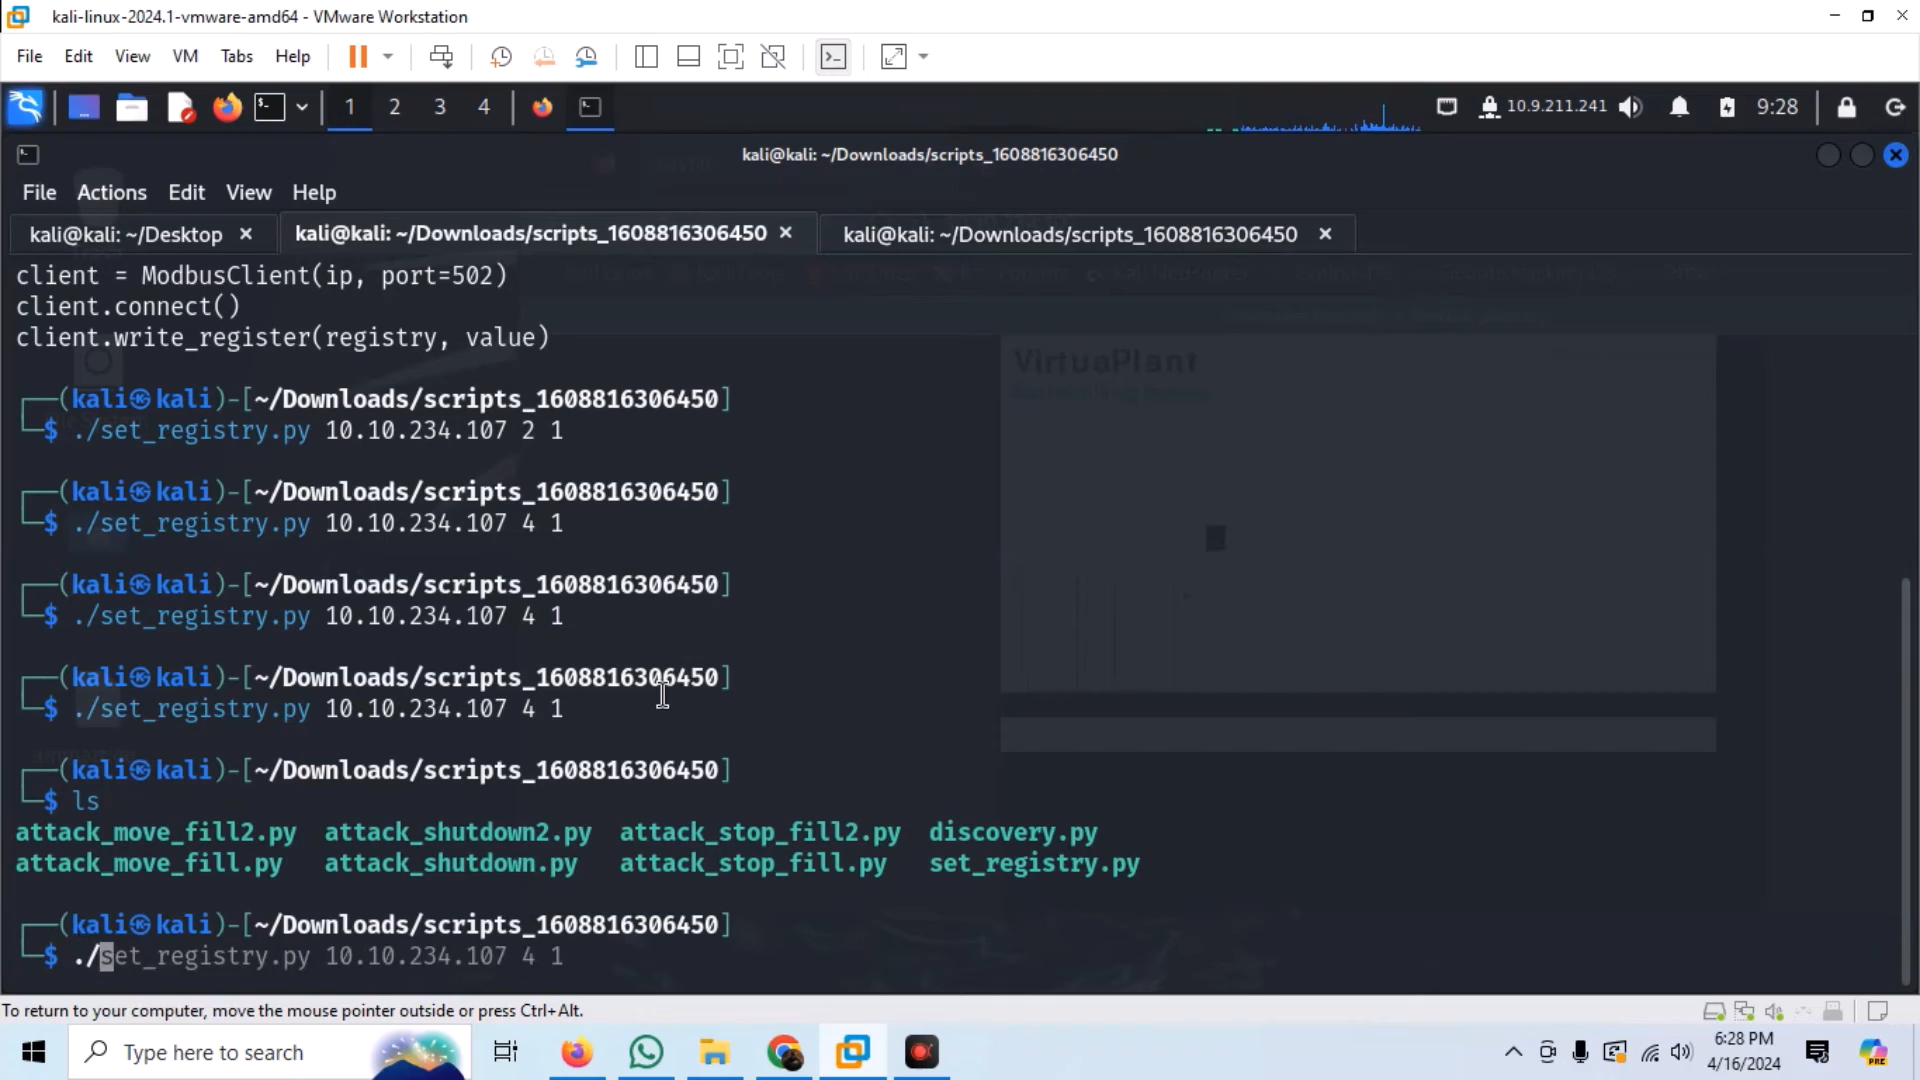 kali-linux-2024.1-vmware-amd64 - VMware Workstation
File Edit View VM Tabs Help
1 2 3 4 10.9.211.241 9:28
kali@kali: ~/Downloads/scripts_1608816306450
File Actions Edit View Help
kali@kali: ~/Desktop × kali@kali: ~/Downloads/scripts_1608816306450 × kali@kali: ~/Downloads/scripts_1608816306450 ×
client = ModbusClient(ip, port=502)
client.connect()
client.write_register(registry, value)
VirtuaPlant
┌──(kali㉿kali)-[~/Downloads/scripts_1608816306450]
└─$ ./set_registry.py 10.10.234.107 2 1
┌──(kali㉿kali)-[~/Downloads/scripts_1608816306450]
└─$ ./set_registry.py 10.10.234.107 4 1
┌──(kali㉿kali)-[~/Downloads/scripts_1608816306450]
└─$ ./set_registry.py 10.10.234.107 4 1
┌──(kali㉿kali)-[~/Downloads/scripts_1608816306450]
└─$ ./set_registry.py 10.10.234.107 4 1
┌──(kali㉿kali)-[~/Downloads/scripts_1608816306450]
└─$ ls
attack_move_fill2.py attack_shutdown2.py attack_stop_fill2.py discovery.py
attack_move_fill.py attack_shutdown.py attack_stop_fill.py set_registry.py
┌──(kali㉿kali)-[~/Downloads/scripts_1608816306450]
└─$ ./set_registry.py 10.10.234.107 4 1
To return to your computer, move the mouse pointer outside or press Ctrl+Alt.
Type here to search
6:28 PM
4/16/2024
PRE